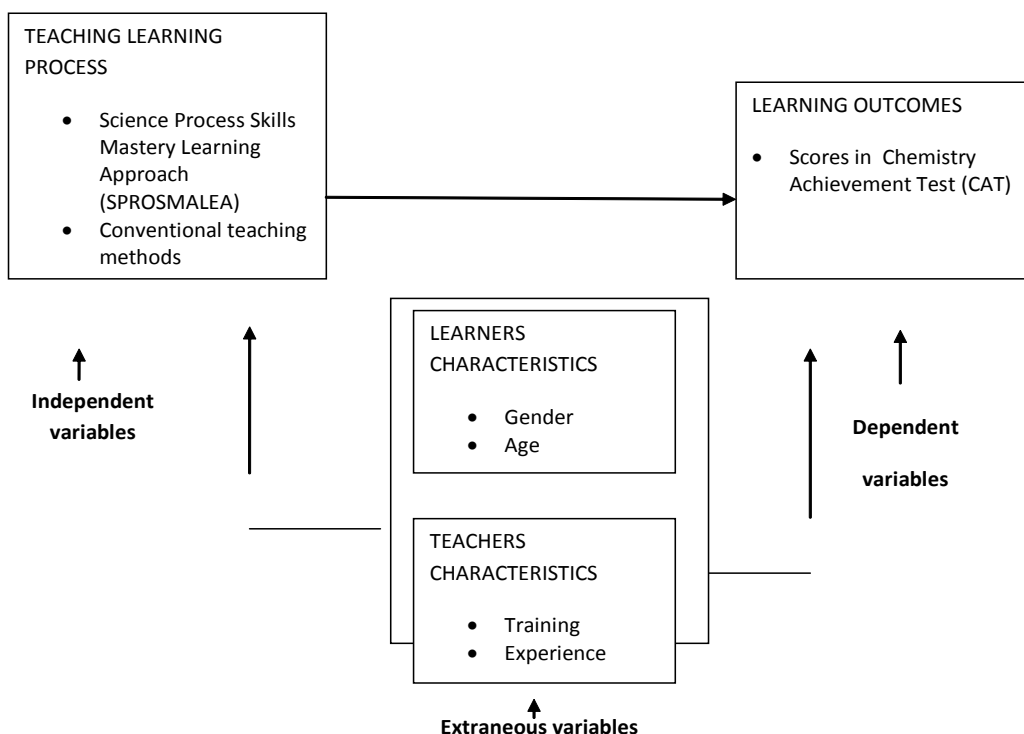 TEACHING LEARNING
PROCESS
• Science Process Skills
Mastery Learning
Approach
(SPROSMALEA)
• Conventional teaching
methods
LEARNING OUTCOMES
• Scores in Chemistry
Achievement Test (CAT)
LEARNERS
CHARACTERISTICS
• Gender
• Age
Independent
variables
Dependent
variables
TEACHERS
CHARACTERISTICS
• Training
• Experience
Extraneous variables